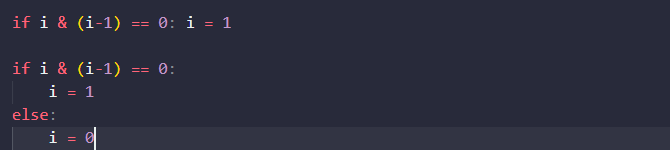 if i & (i-1) == 0: i = 1
if i & (i-1) == 0:
    i = 1
else:
    i = 0